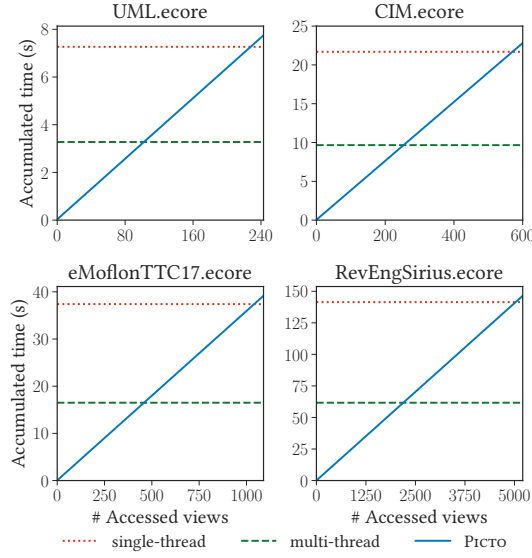 UML.ecore
CIM.ecore
Accumulated time (s)
8
6
4
2
0
0 80 160 240
25
20
15
10
5
0
0 200 400 600
eMoflonTTC17.ecore
RevEngSirius.ecore
Accumulated time (s)
40
30
20
10
0
0 250 500 750 1000
# Accessed views
150
125
100
75
50
25
0
0 1250 2500 3750 5000
# Accessed views
single-thread multi-thread Picto